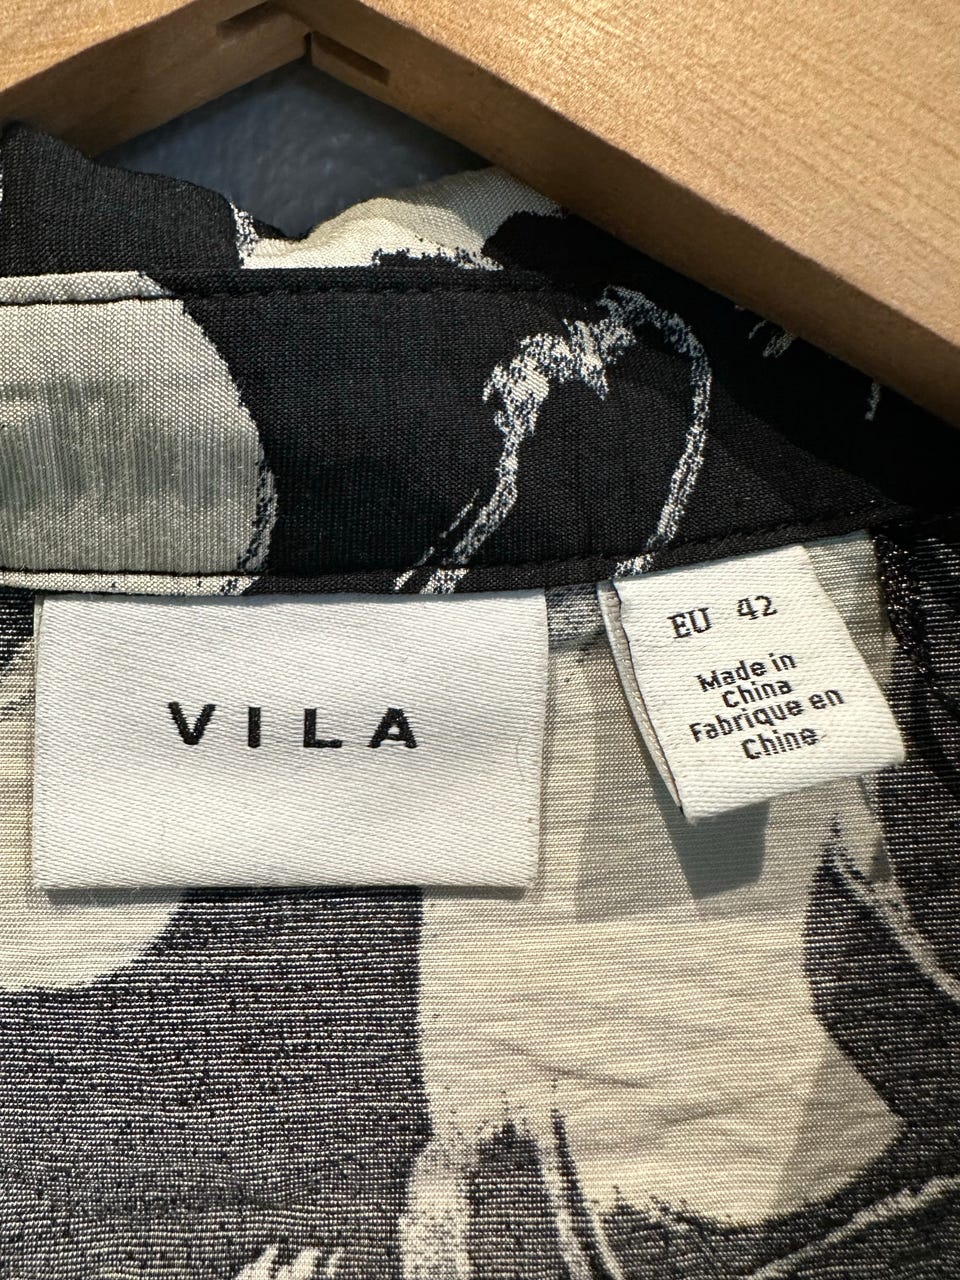 VILA
EU 42
Made in
China
Fabrique en
Chine